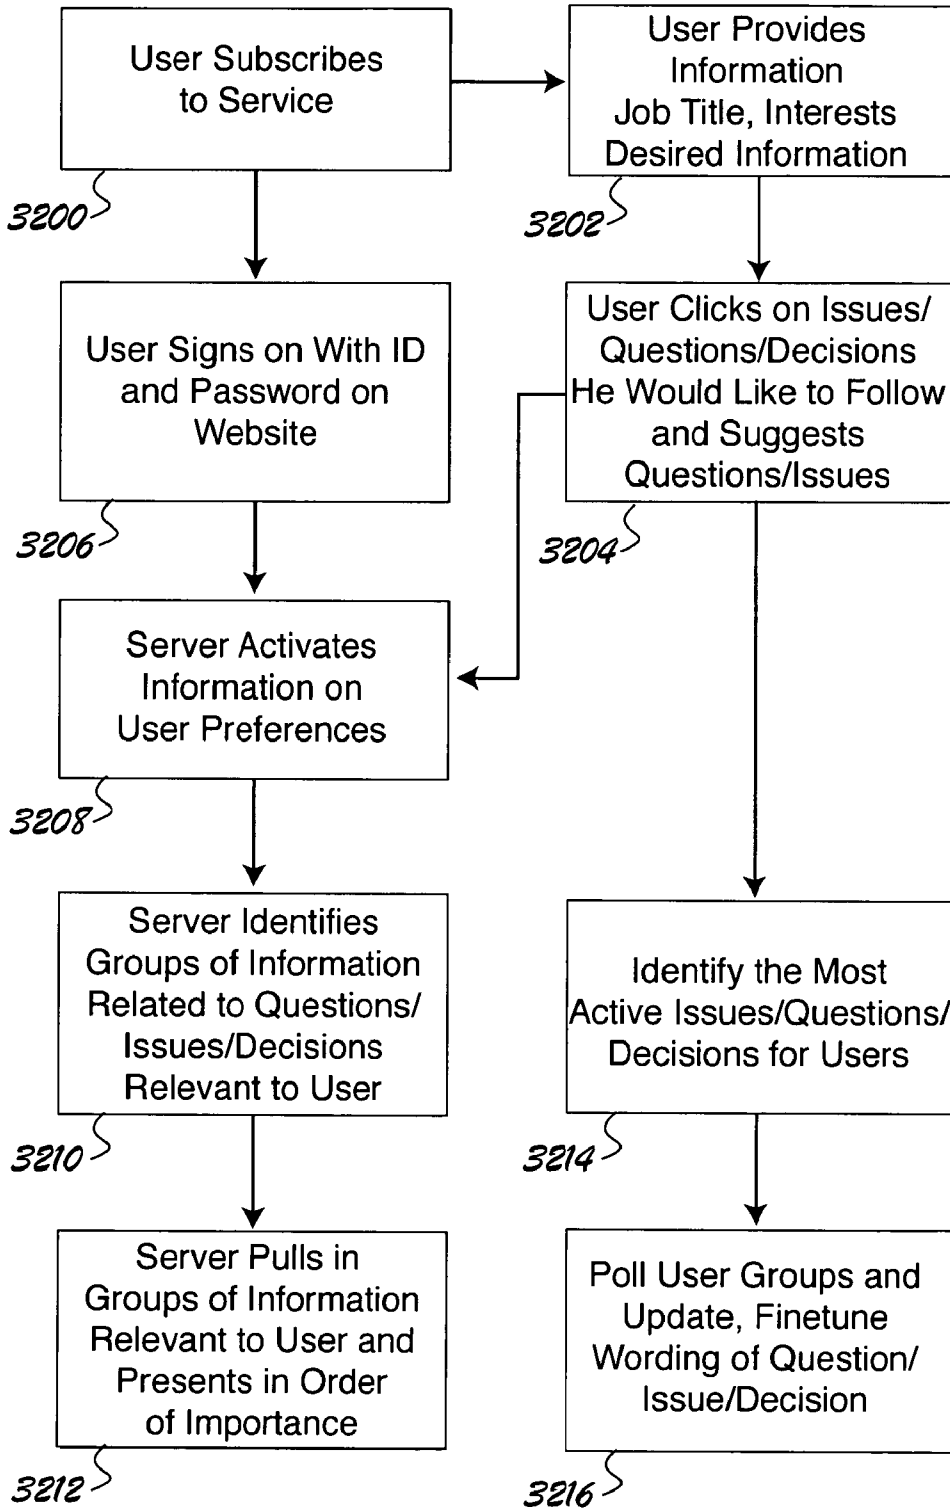 User Subscribes
to Service
3200
User Provides
Information
Job Title, Interests
Desired Information
3202
User Signs on With ID
and Password on
Website
3206
User Clicks on Issues/
Questions/Decisions
He Would Like to Follow
and Suggests
Questions/Issues
3204
Server Activates
Information on
User Preferences
3208
Server Identifies
Groups of Information
Related to Questions/
Issues/Decisions
Relevant to User
3210
Identify the Most
Active Issues/Questions/
Decisions for Users
3214
Server Pulls in
Groups of Information
Relevant to User and
Presents in Order
of Importance
3212
Poll User Groups and
Update, Finetune
Wording of Question/
Issue/Decision
3216